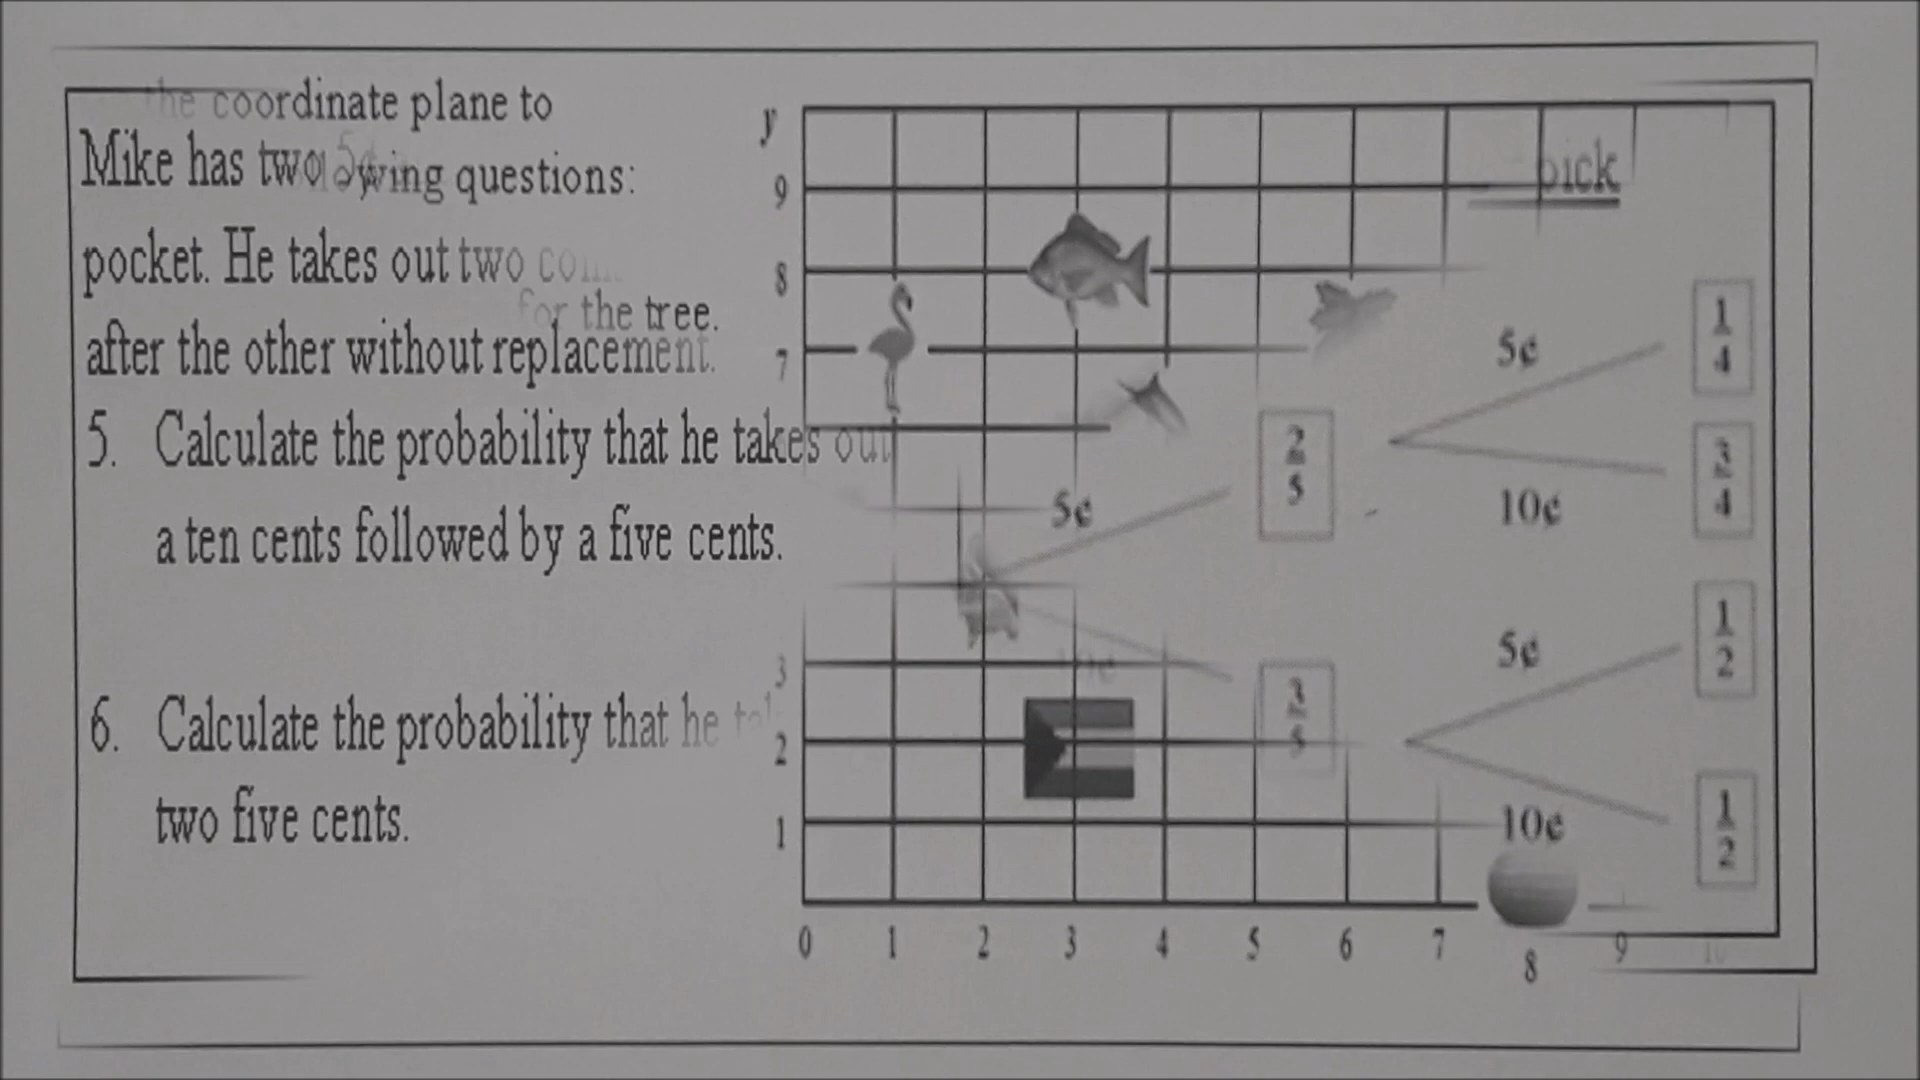 the coordinate plane to
Mike has two
owing questions:
pocket. He takes out two
for the tree.
after the other without replacement.
5. Calculate the probability that he takes out
a ten cents followed by a five cents.
6. Calculate the probability that he
two five cents.
y
9
8
7
3
2
1
0 1 2 3 4 5 6 7 8 9
pick
5¢
2
5
10¢
3
5
5¢
1
4
10¢
3
4
5¢
1
2
10¢
1
2